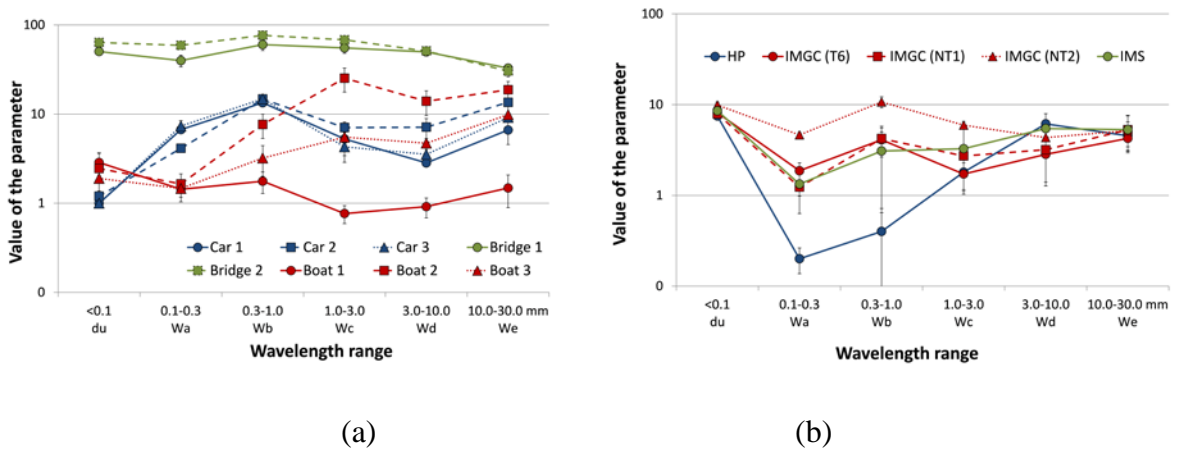 (a)
100
10
1
0
Value of the parameter
Car 1 Car 2 Car 3 Bridge 1
Bridge 2 Boat 1 Boat 2 Boat 3
<0.1 0.1-0.3 0.3-1.0 1.0-3.0 3.0-10.0 10.0-30.0 mm
du Wa Wb Wc Wd We
Wavelength range
(b)
100
10
1
0
Value of the parameter
HP IMGC (T6) IMGC (NT1) IMGC (NT2) IMS
<0.1 0.1-0.3 0.3-1.0 1.0-3.0 3.0-10.0 10.0-30.0 mm
du Wa Wb Wc Wd We
Wavelength range
(a) (b)